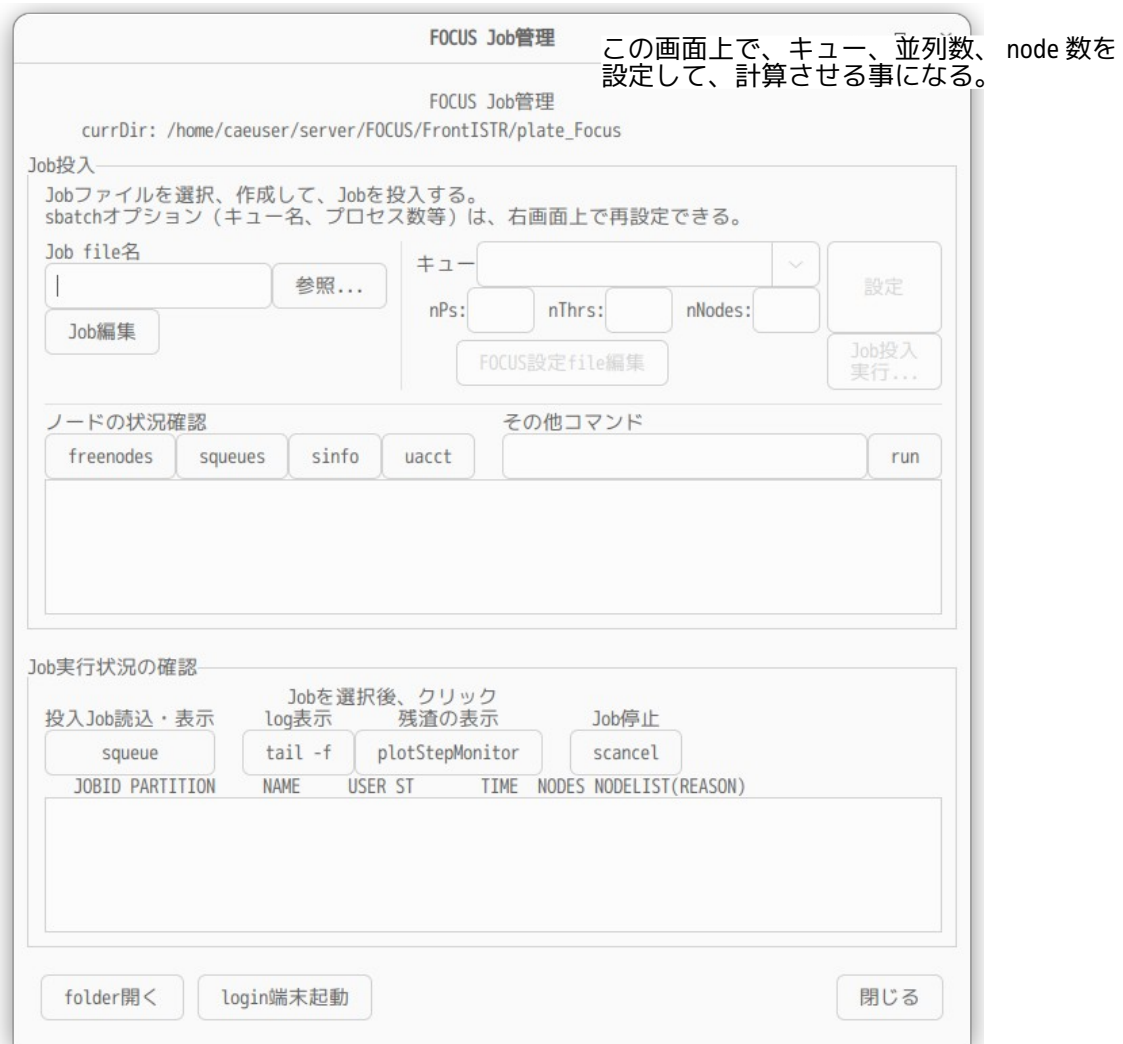 FOCUS Job管理
この画面上で、キュー、並列数、node数を
設定して、計算させる事になる。
FOCUS Job管理
currDir: /home/caeuser/server/FOCUS/FrontISTR/plate_Focus
Job投入
Jobファイルを選択、作成して、Jobを投入する。
sbatchオプション（キュー名、プロセス数等）は、右画面上で再設定できる。
Job file名
参照...
Job編集
キュー
設定
nPs: nThrs: nNodes:
FOCUS設定file編集
Job投入
実行...
ノードの状況確認
freenodes squeues sinfo uacct
その他コマンド
run
Job実行状況の確認
Jobを選択後、クリック
投入Job読込・表示 log表示 残渣の表示 Job停止
squeue tail -f plotStepMonitor scancel
JOBID PARTITION NAME USER ST TIME NODES NODELIST(REASON)
folder開く login端末起動 閉じる